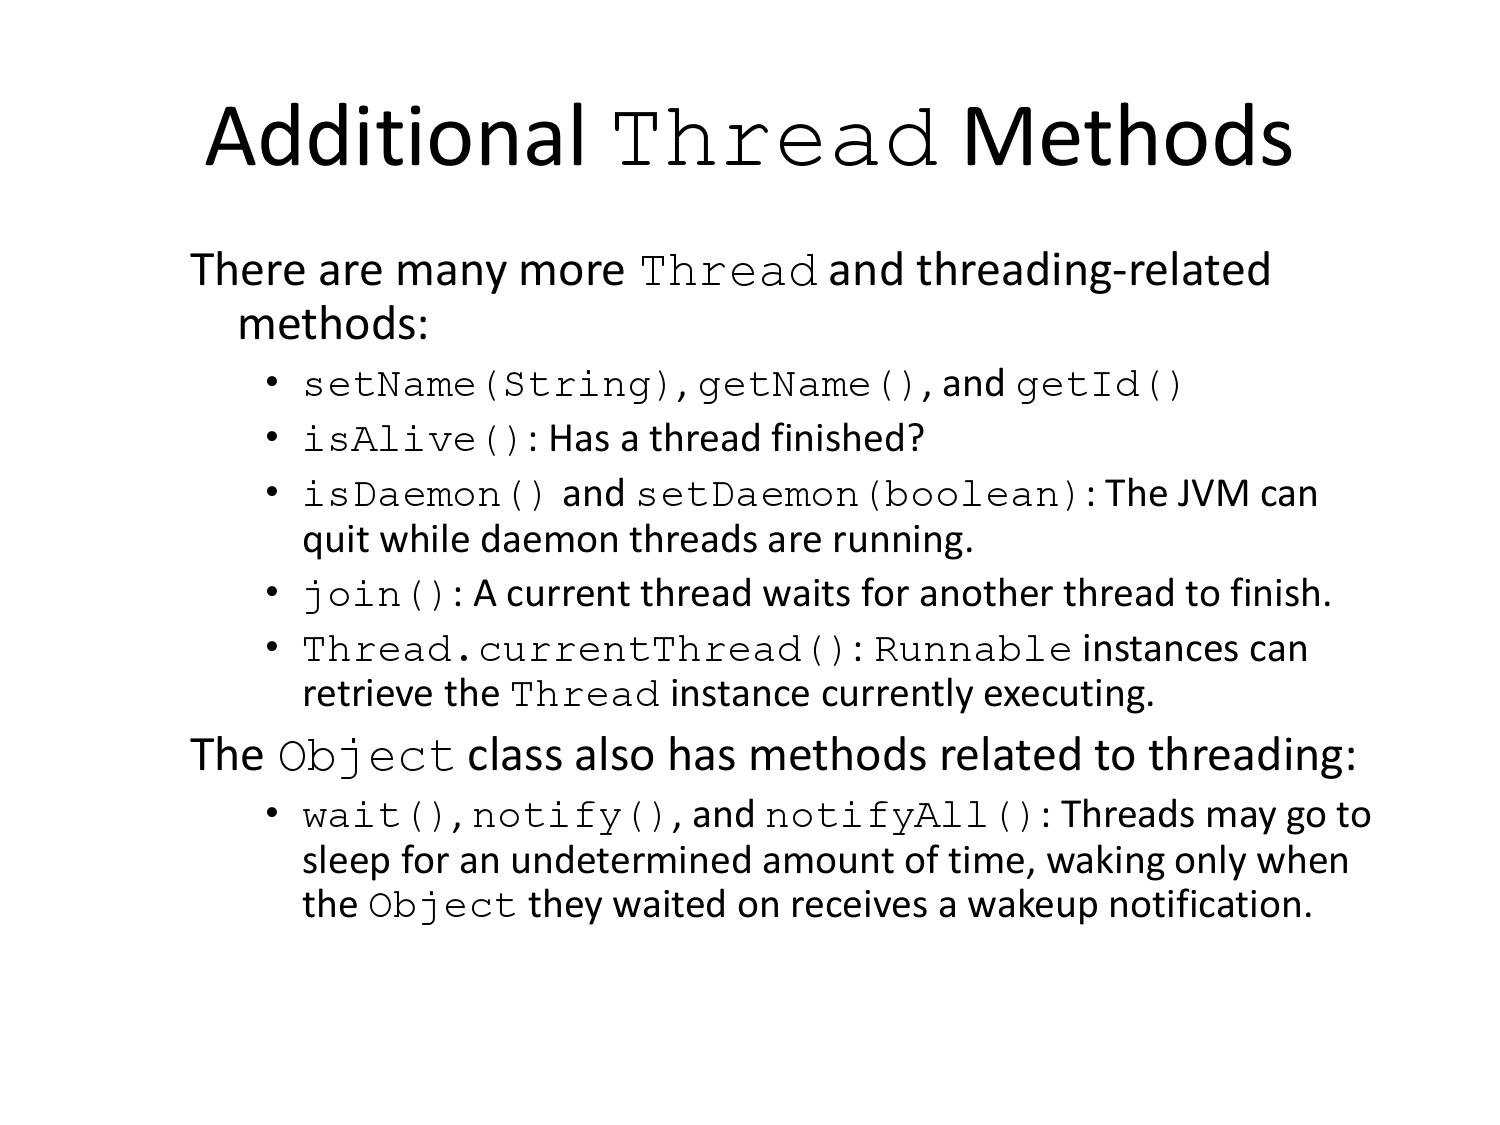 Additional Thread Methods
There are many more Thread and threading-related
methods:
• setName(String), getName(), and getId()
• isAlive(): Has a thread finished?
• isDaemon() and setDaemon(boolean): The JVM can
quit while daemon threads are running.
• join(): A current thread waits for another thread to finish.
• Thread.currentThread(): Runnable instances can
retrieve the Thread instance currently executing.
The Object class also has methods related to threading:
• wait(), notify(), and notifyAll(): Threads may go to
sleep for an undetermined amount of time, waking only when
the Object they waited on receives a wakeup notification.